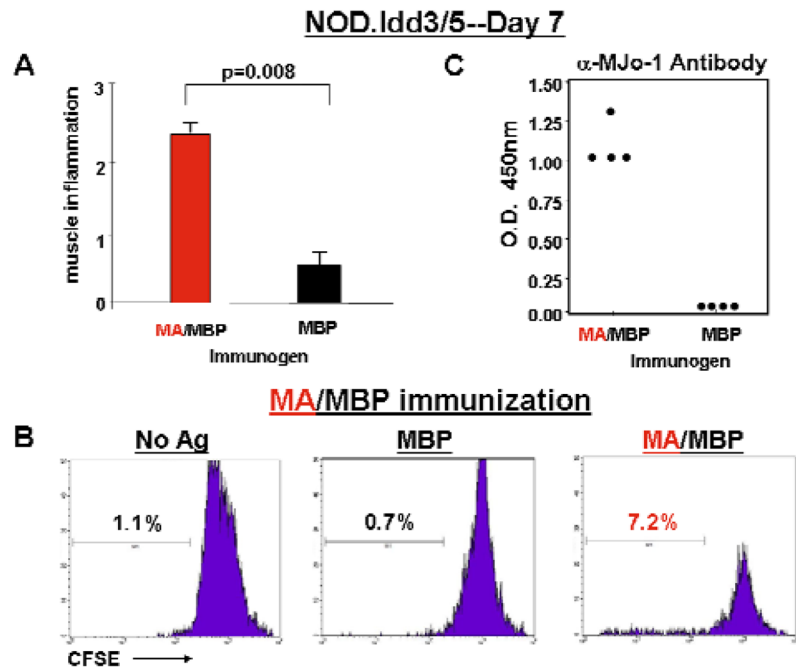 NOD.Idd3/5--Day 7
A
p=0.008
3
2
1
0
muscle inflammation
MA/MBP
MBP
Immunogen
C
α-MJo-1 Antibody
1.50
1.25
1.00
0.75
0.50
0.25
0.00
O.D. 450nm
MA/MBP
MBP
Immunogen
MA/MBP immunization
B
No Ag
MBP
MA/MBP
1.1%
0.7%
7.2%
CFSE